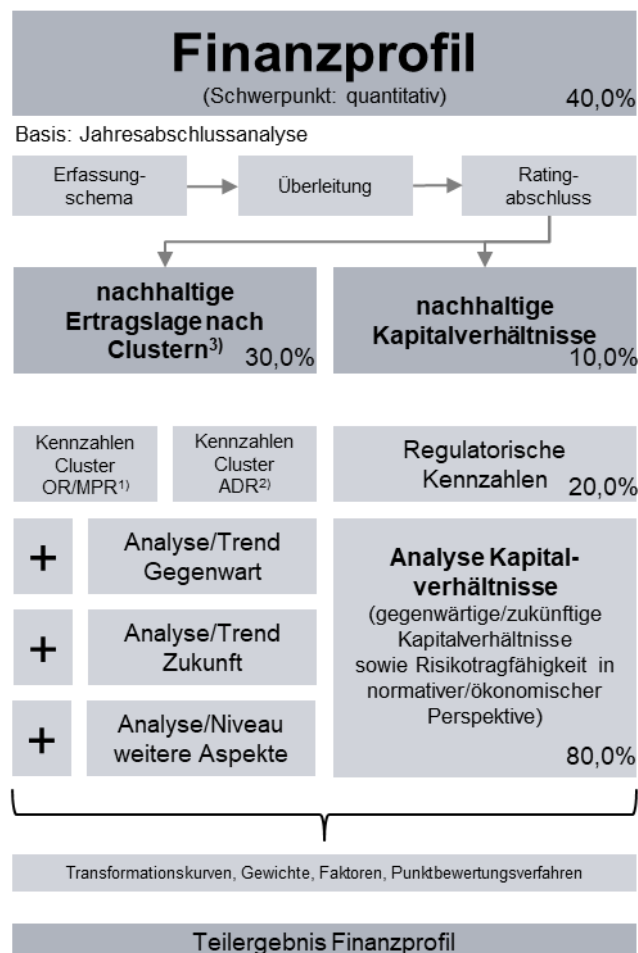 Finanzprofil
(Schwerpunkt: quantitativ)
40,0%
Basis: Jahresabschlussanalyse
Erfassung-
schema
Überleitung
Rating-
abschluss
nachhaltige
Ertragslage nach
Clustern3)
30,0%
nachhaltige
Kapitalverhältnisse
10,0%
Kennzahlen
Cluster
OR/MPR1)
Kennzahlen
Cluster
ADR2)
Regulatorische
Kennzahlen
20,0%
+
Analyse/Trend
Gegenwart
+
Analyse/Trend
Zukunft
+
Analyse/Niveau
weitere Aspekte
Analyse Kapital-
verhältnisse
(gegenwärtige/zukünftige
Kapitalverhältnisse
sowie Risikotragfähigkeit in
normativer/ökonomischer
Perspektive)
80,0%
Transformationskurven, Gewichte, Faktoren, Punktbewertungsverfahren
Teilergebnis Finanzprofil